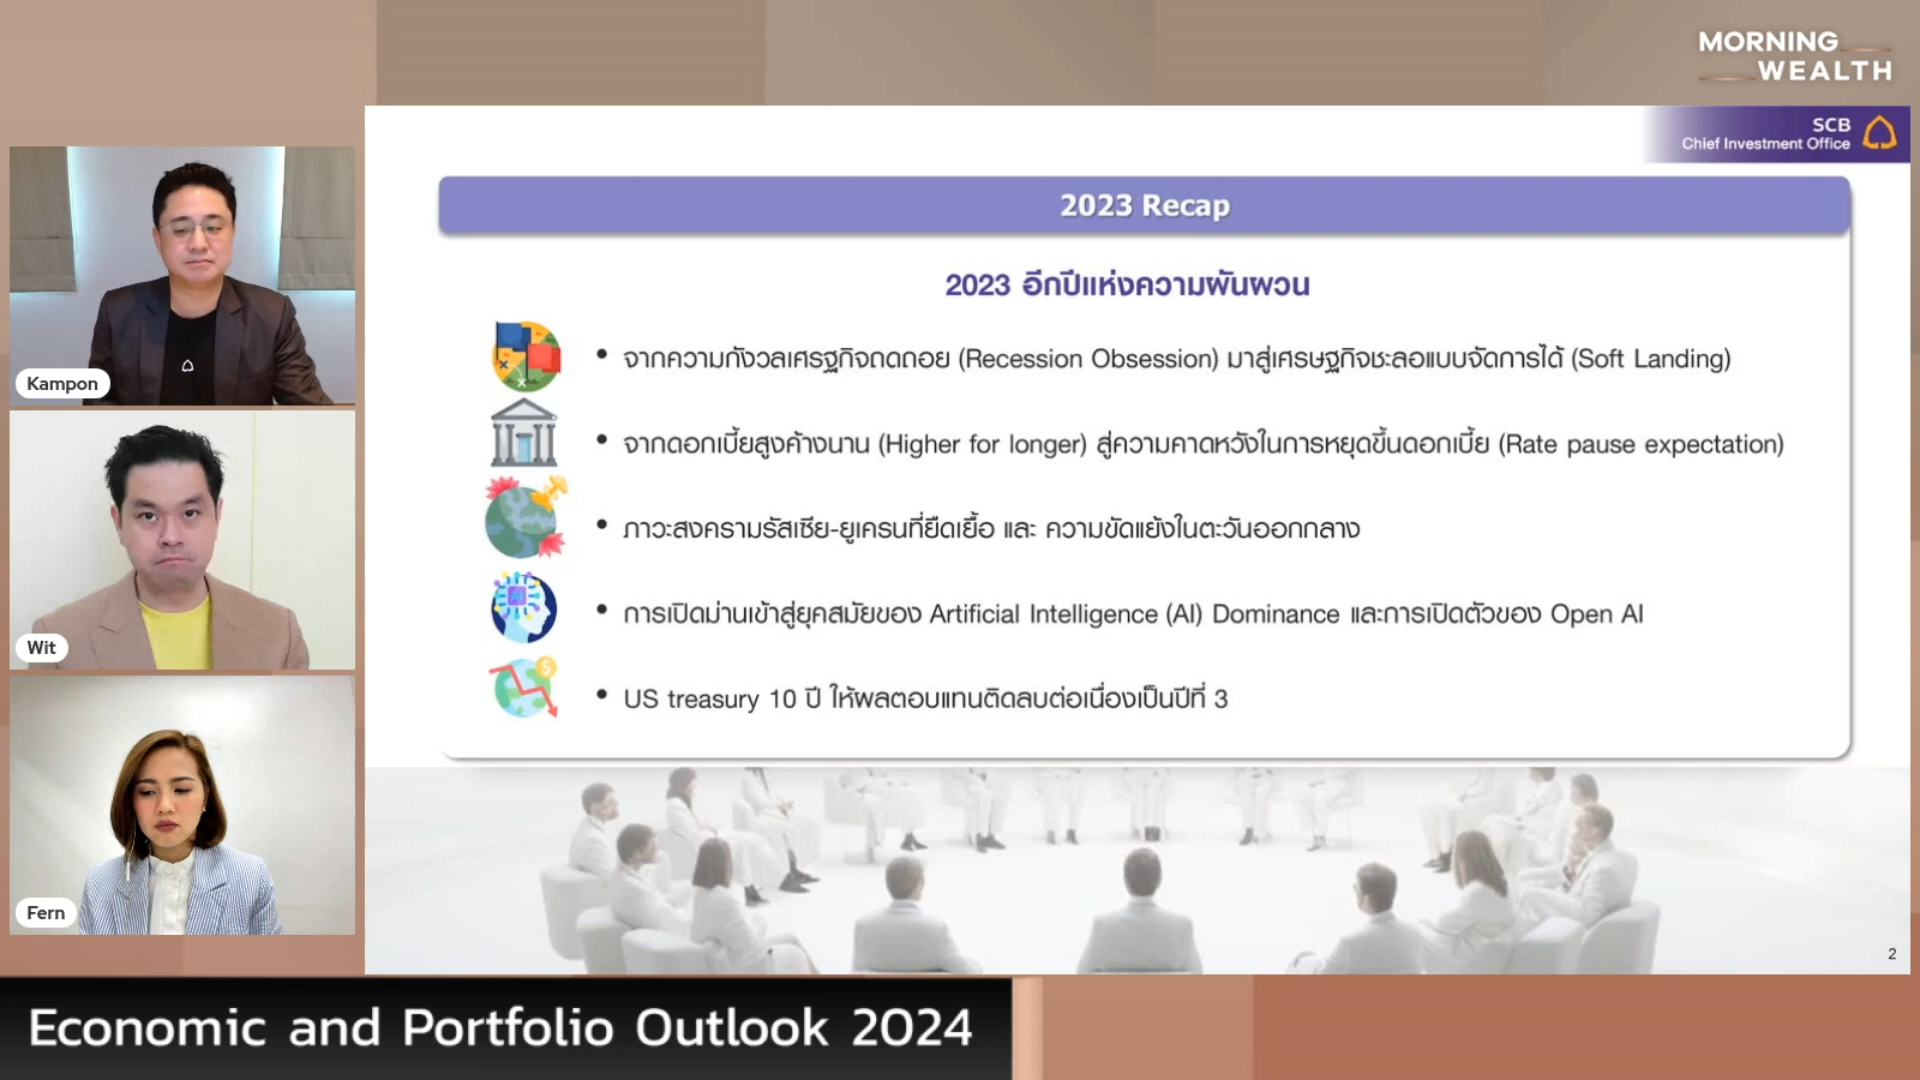 MORNING
WEALTH
SCB
Chief Investment Office
2023 Recap
2023 อีกปีแห่งความผันผวน
• จากความกังวลเศรฐกิจถดถอย (Recession Obsession) มาสู่เศรษฐกิจชะลอแบบจัดการได้ (Soft Landing)
• จากดอกเบี้ยสูงค้างนาน (Higher for longer) สู่ความคาดหวังในการหยุดขึ้นดอกเบี้ย (Rate pause expectation)
• ภาวะสงครามรัสเซีย-ยูเครนที่ยืดเยื้อ และ ความขัดแย้งในตะวันออกกลาง
• การเปิดม่านเข้าสู่ยุคสมัยของ Artificial Intelligence (AI) Dominance และการเปิดตัวของ Open AI
• US treasury 10 ปี ให้ผลตอบแทนติดลบต่อเนื่องเป็นปีที่ 3
AI
2
Kampon
Wit
Fern
Economic and Portfolio Outlook 2024